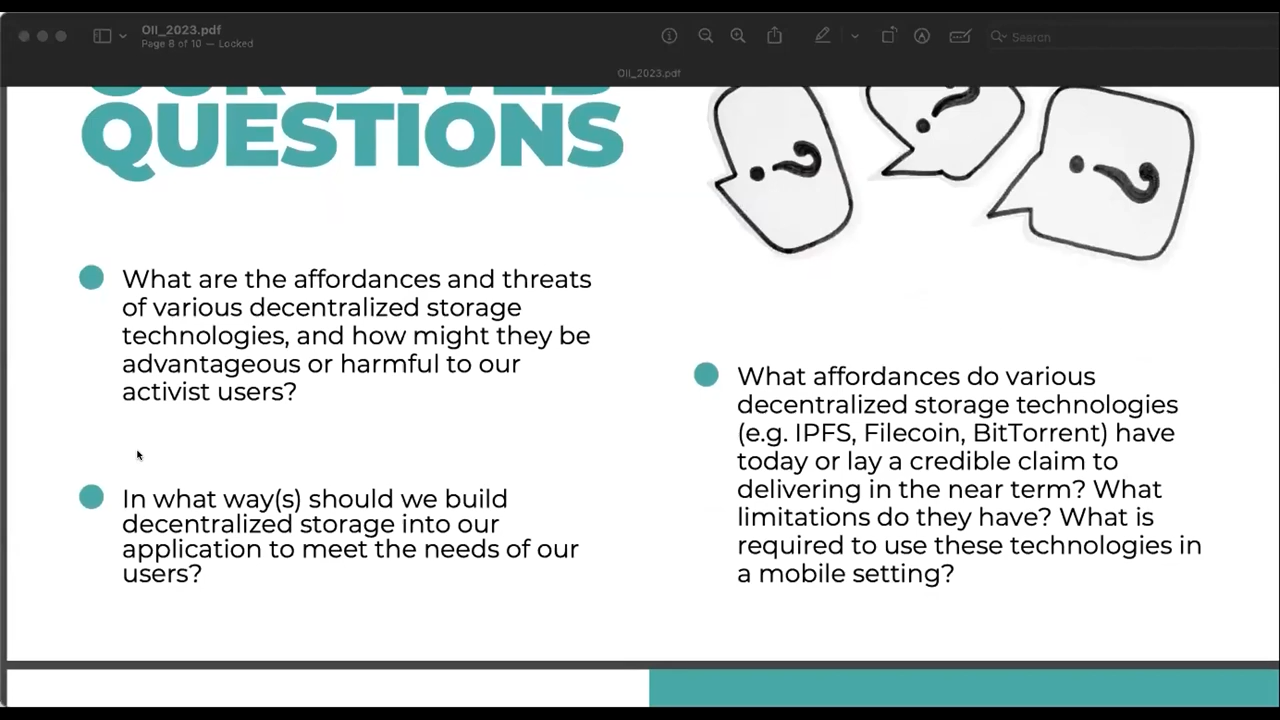 OII_2023.pdf
Page 8 of 10 — Locked
Search
OII_2023.pdf
OUR DWEB
QUESTIONS
What are the affordances and threats
of various decentralized storage
technologies, and how might they be
advantageous or harmful to our
activist users?
In what way(s) should we build
decentralized storage into our
application to meet the needs of our
users?
?
?
?
What affordances do various
decentralized storage technologies
(e.g. IPFS, Filecoin, BitTorrent) have
today or lay a credible claim to
delivering in the near term? What
limitations do they have? What is
required to use these technologies in
a mobile setting?